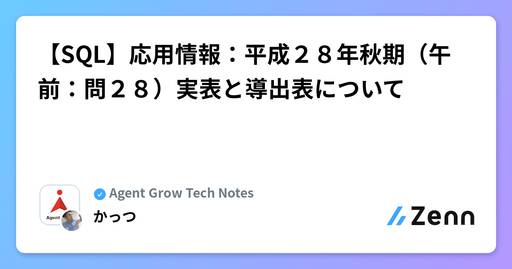 【SQL】応用情報：平成２８年秋期（午
前：問２８）実表と導出表について
Agent Grow Tech Notes
かっつ
Zenn